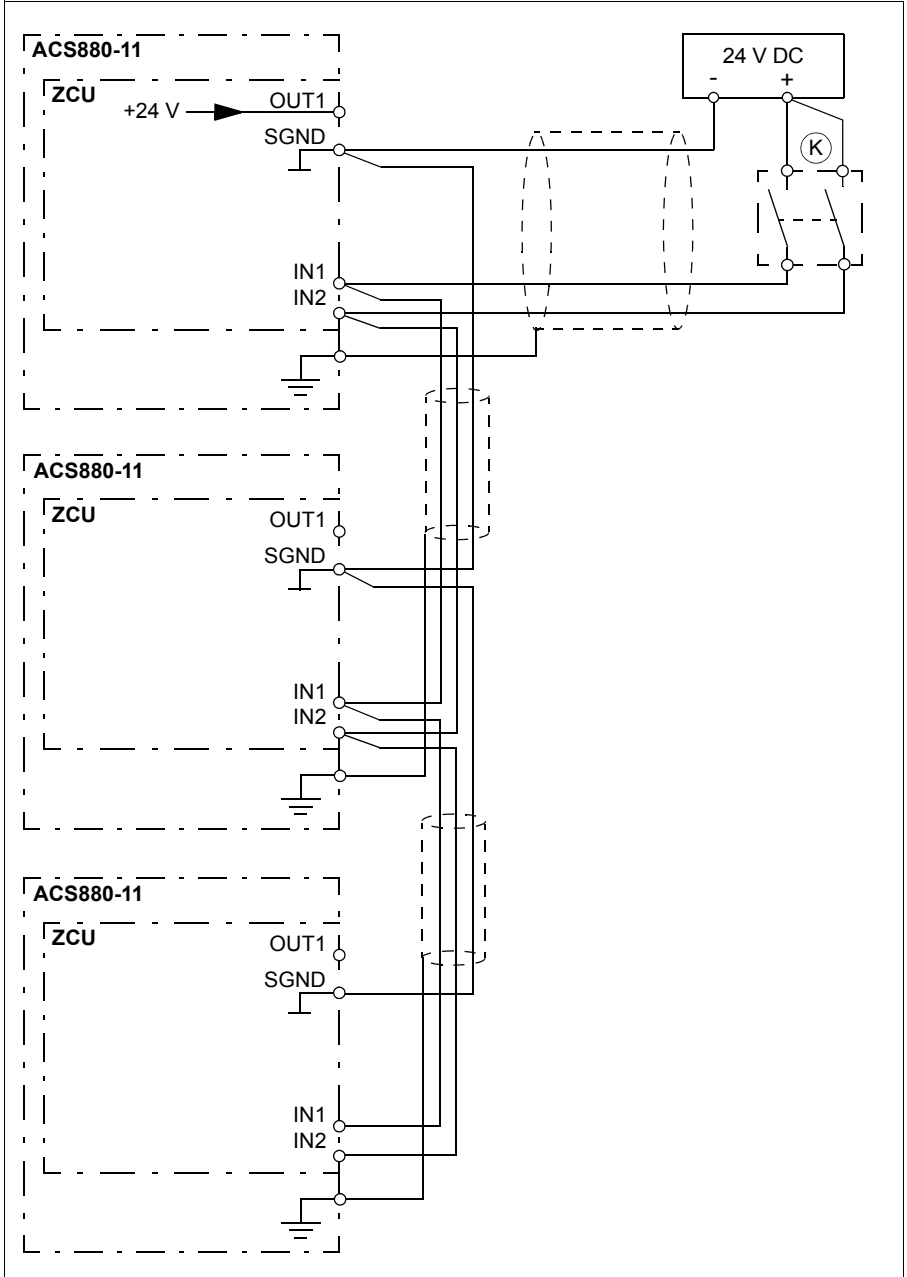 ACS880-11
ZCU
+24 V
OUT1
SGND
IN1
IN2
24 V DC
- +
K
ACS880-11
ZCU
OUT1
SGND
IN1
IN2
ACS880-11
ZCU
OUT1
SGND
IN1
IN2